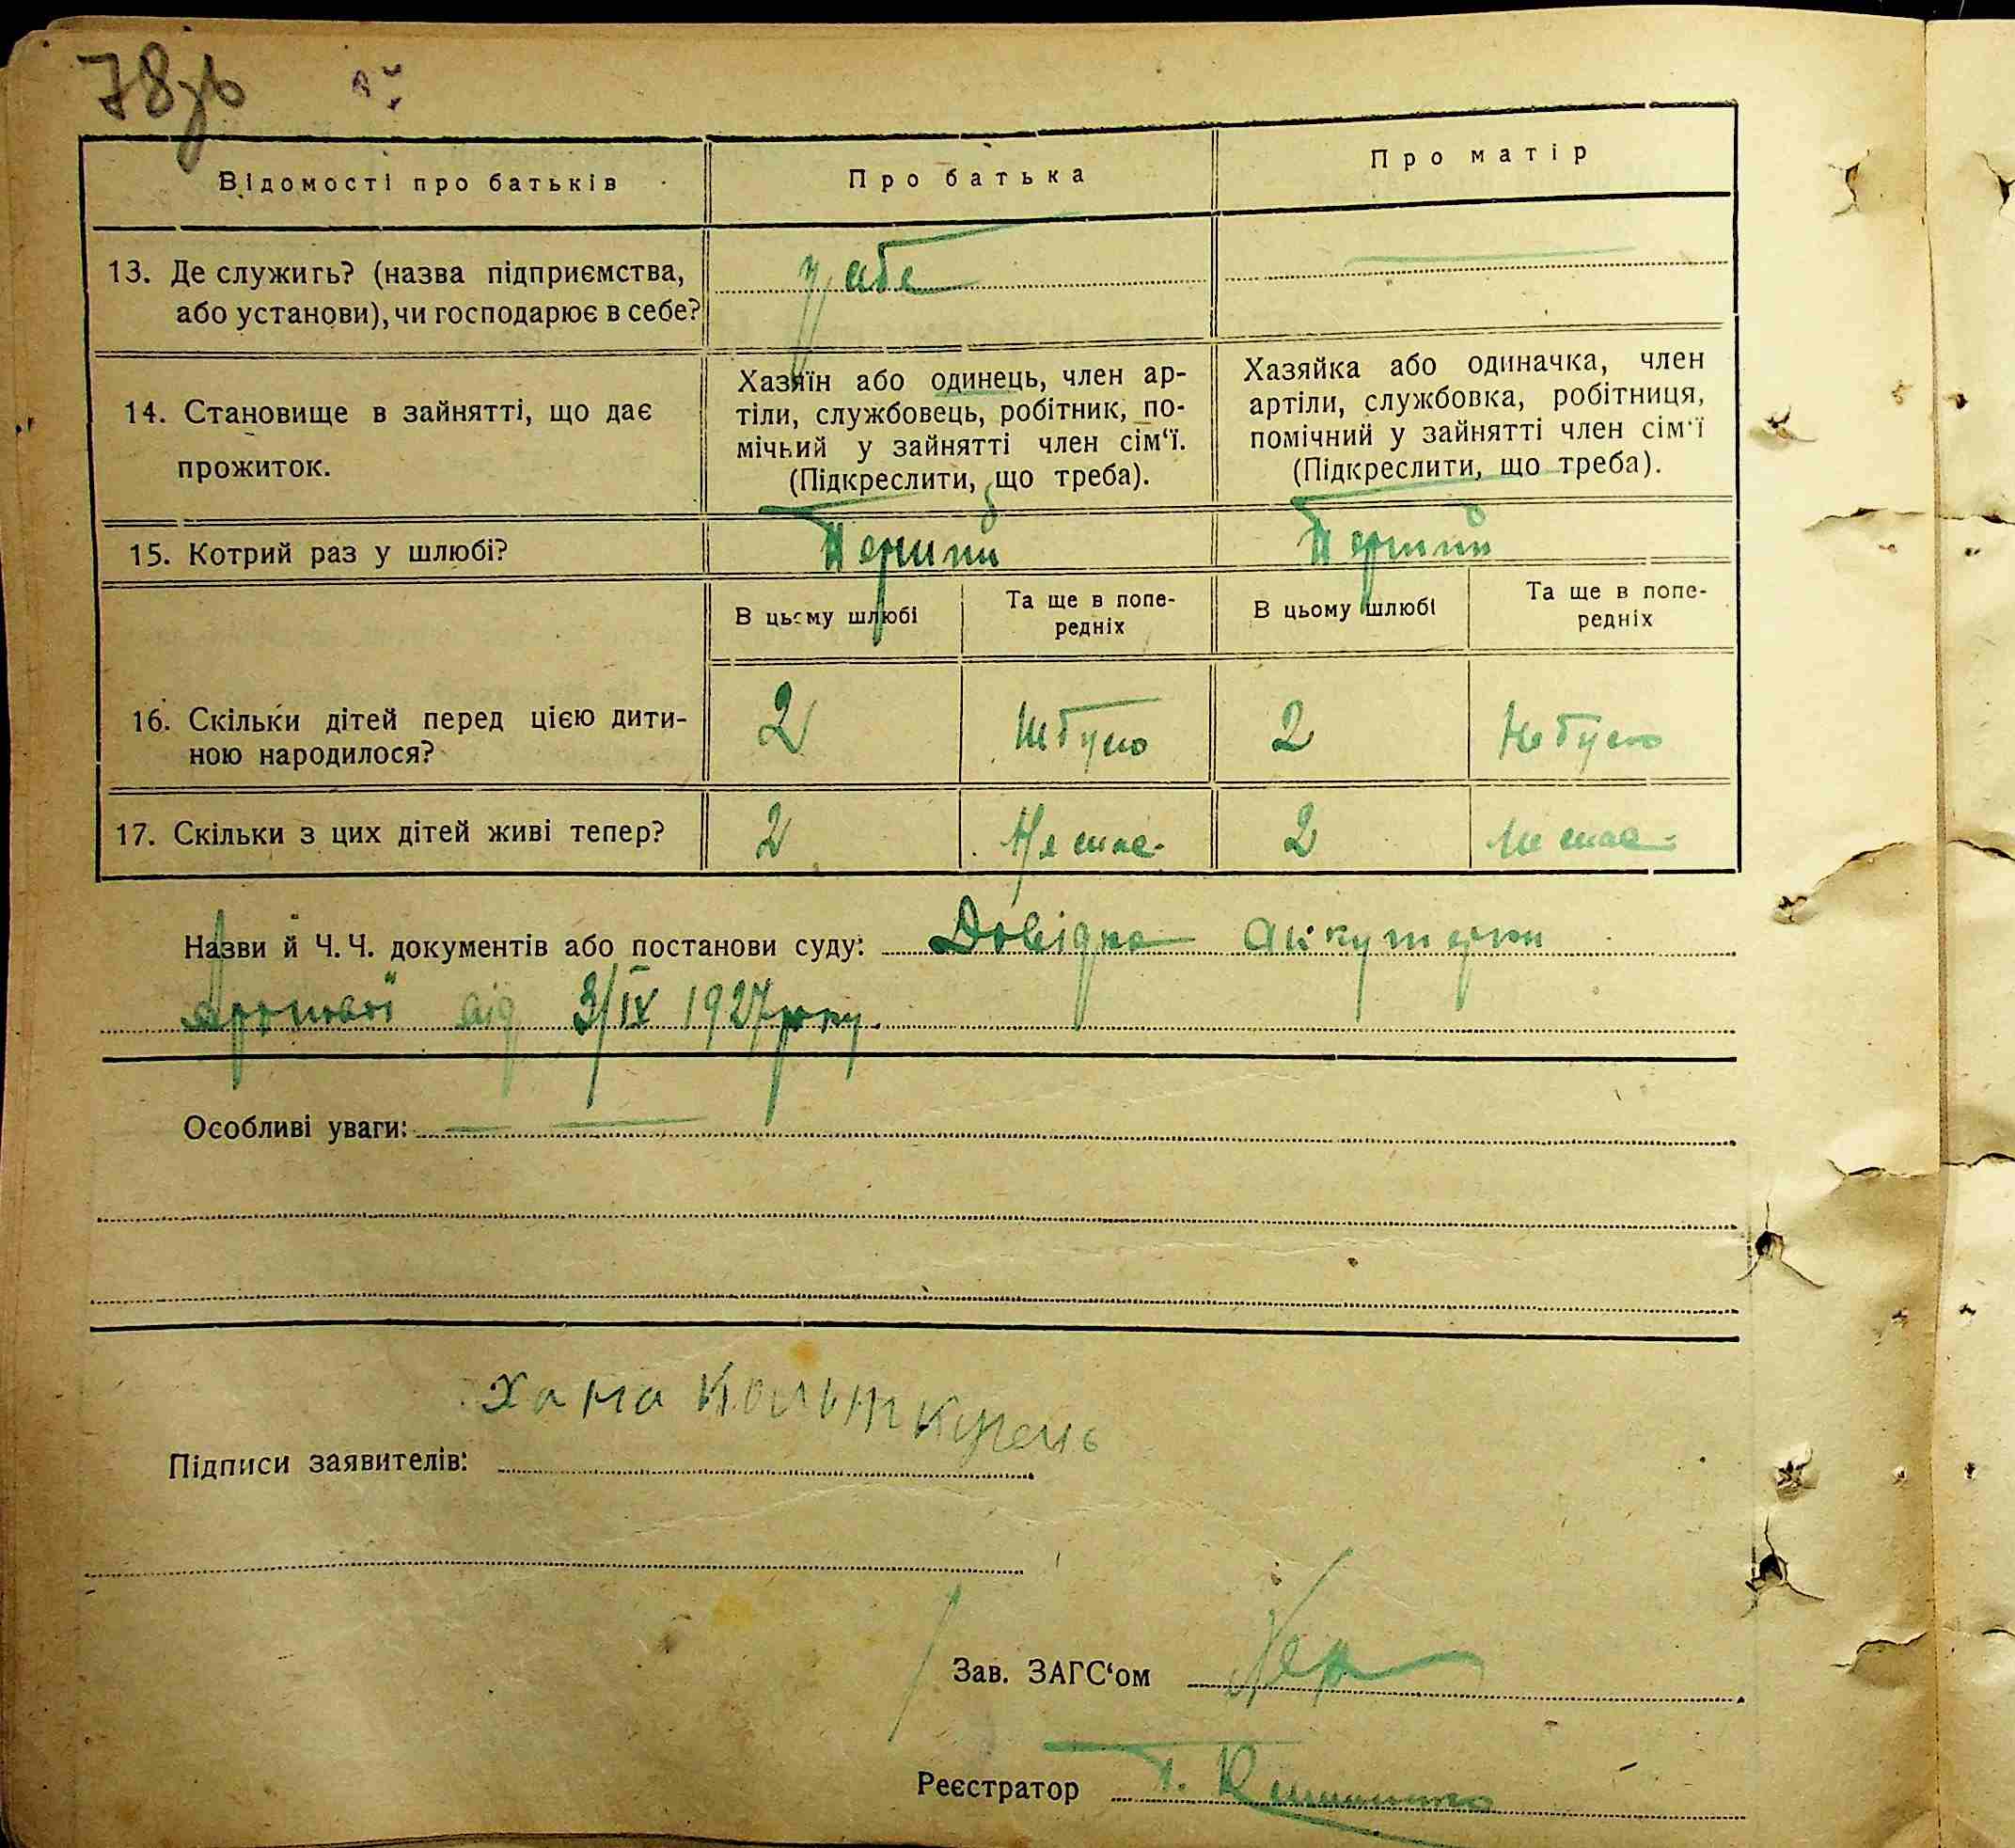 78зв
Відомості про батьків
Про батька
Про матір
13. Де служить? (назва підприємства,
або установи), чи господарює в себе?
у себе
14. Становище в зайнятті, що дає
прожиток.
Хазяїн або одинець, член ар-
тіли, службовець, робітник, по-
мічний у зайнятті член сім‘ї.
(Підкреслити, що треба).
Хазяйка або одиначка, член
артіли, службовка, робітниця,
помічний у зайнятті член сім‘ї
(Підкреслити, що треба).
15. Котрий раз у шлюбі?
Перший
Перший
В цьому шлюбі
Та ще в попе-
редніх
В цьому шлюбі
Та ще в попе-
редніх
16. Скільки дітей перед цією дити-
ною народилося?
2
Не було
2
Не було
17. Скільки з цих дітей живі тепер?
2
Немає
2
Немає
Назви й Ч.Ч. документів або постанови суду: Довідка
від 3/IX 1927 року.
Особливі уваги:
Хана
Підписи заявителів:
Зав. ЗАГС‘ом
Реєстратор